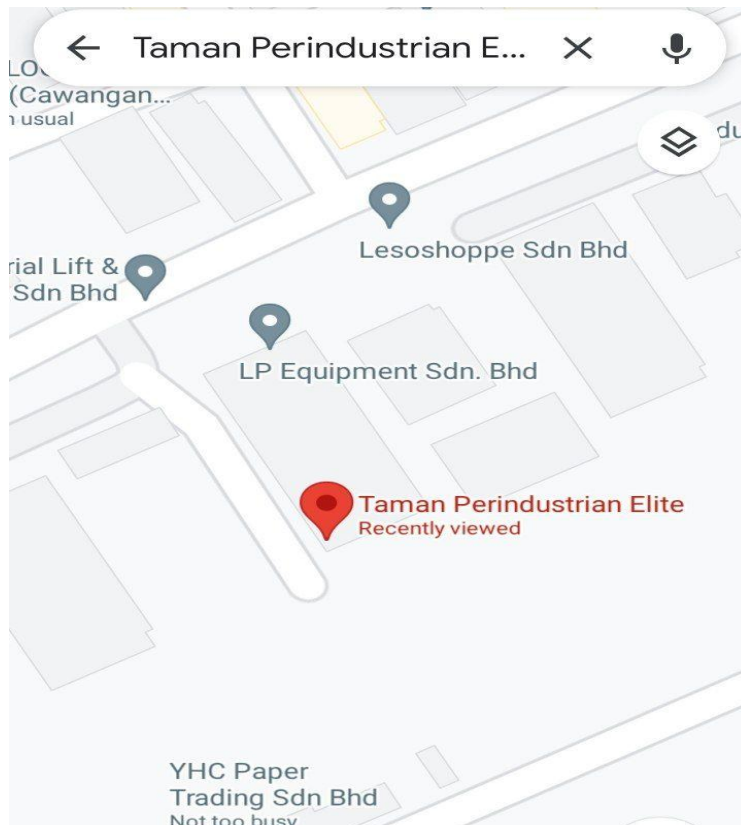 Taman Perindustrian E...
(Cawangan...
usual
Lesoshoppe Sdn Bhd
Lift &
Sdn Bhd
LP Equipment Sdn. Bhd
Taman Perindustrian Elite
Recently viewed
YHC Paper
Trading Sdn Bhd
Not too busy